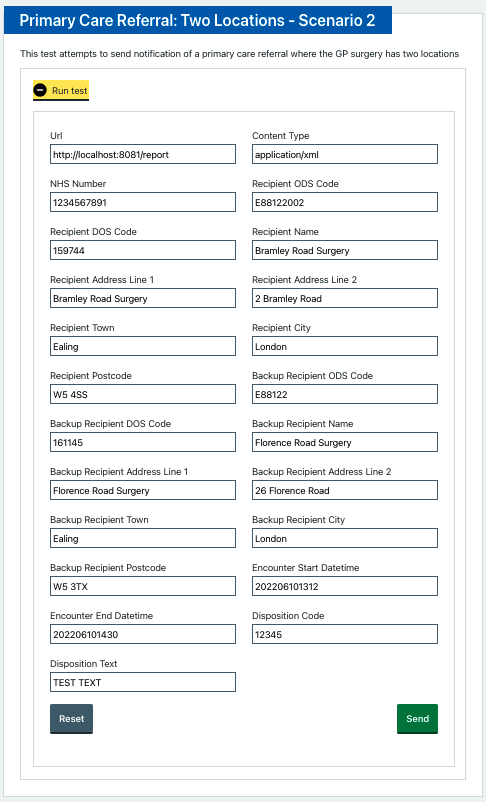 Primary Care Referral: Two Locations - Scenario 2
This test attempts to send notification of a primary care referral where the GP surgery has two locations
Run test
Url
Content Type
http://localhost:8081/report
application/xml
NHS Number
Recipient ODS Code
1234567891
E88122002
Recipient DOS Code
Recipient Name
159744
Bramley Road Surgery
Recipient Address Line 1
Recipient Address Line 2
Bramley Road Surgery
2 Bramley Road
Recipient Town
Recipient City
Ealing
London
Recipient Postcode
Backup Recipient ODS Code
W5 4SS
E88122
Backup Recipient DOS Code
Backup Recipient Name
161145
Florence Road Surgery
Backup Recipient Address Line 1
Backup Recipient Address Line 2
Florence Road Surgery
26 Florence Road
Backup Recipient Town
Backup Recipient City
Ealing
London
Backup Recipient Postcode
Encounter Start Datetime
W5 3TX
202206101312
Encounter End Datetime
Disposition Code
202206101430
12345
Disposition Text
TEST TEXT
Reset
Send